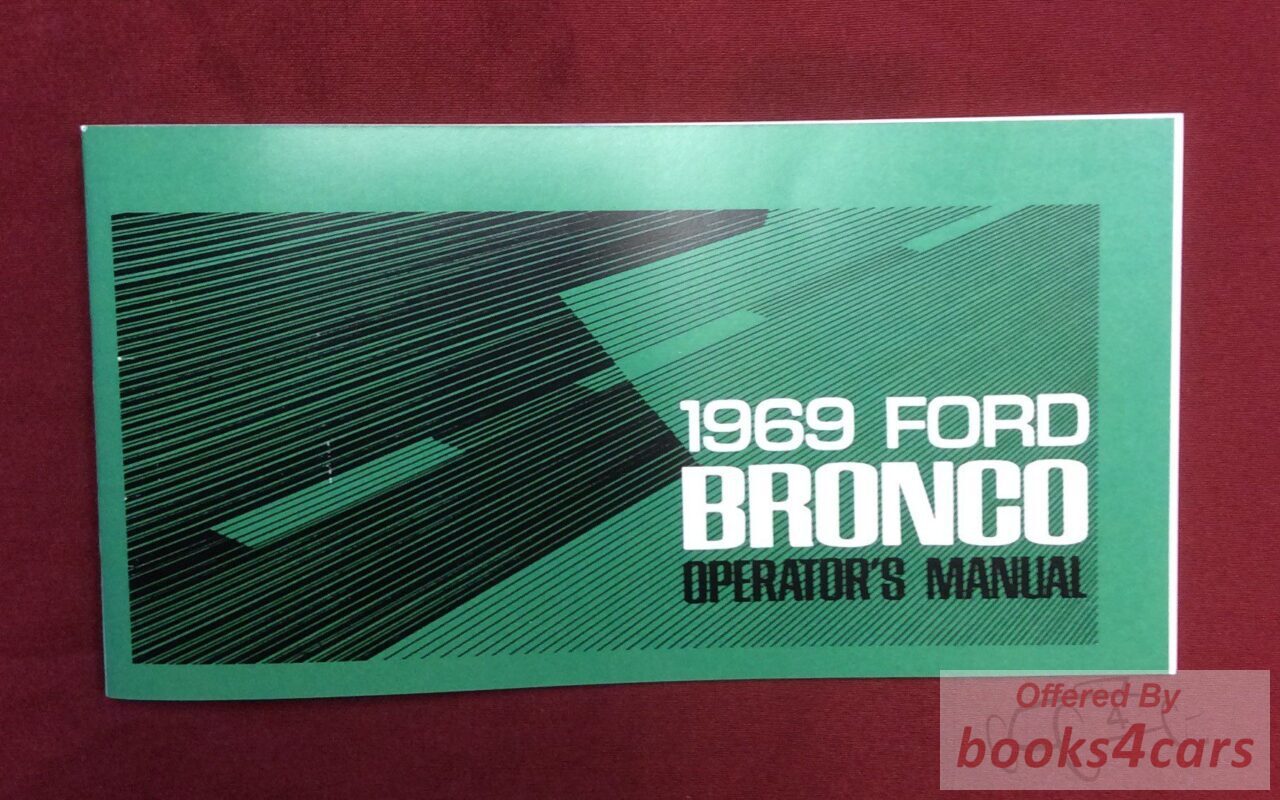 1969 FORD
BRONCO
OPERATOR'S MANUAL
Offered By
books4cars